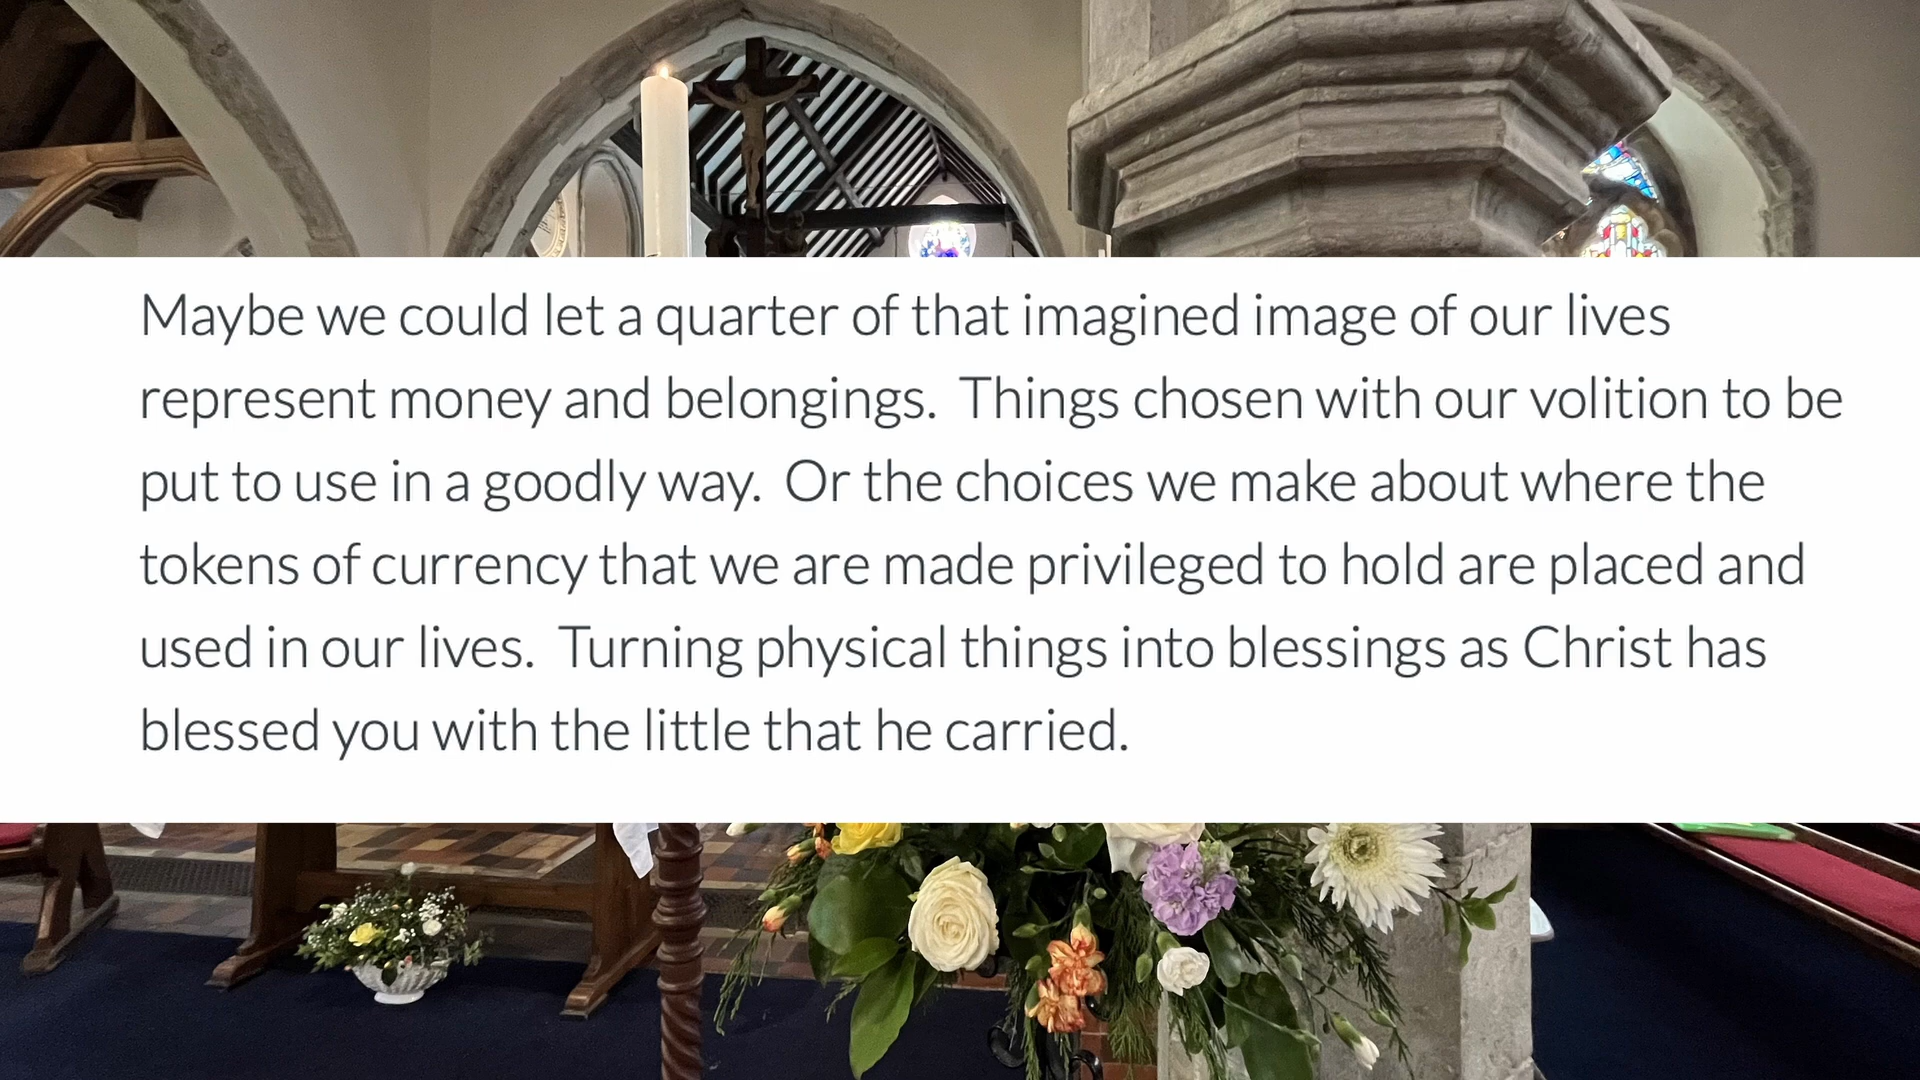 Maybe we could let a quarter of that imagined image of our lives
represent money and belongings.  Things chosen with our volition to be
put to use in a goodly way.  Or the choices we make about where the
tokens of currency that we are made privileged to hold are placed and
used in our lives.  Turning physical things into blessings as Christ has
blessed you with the little that he carried.